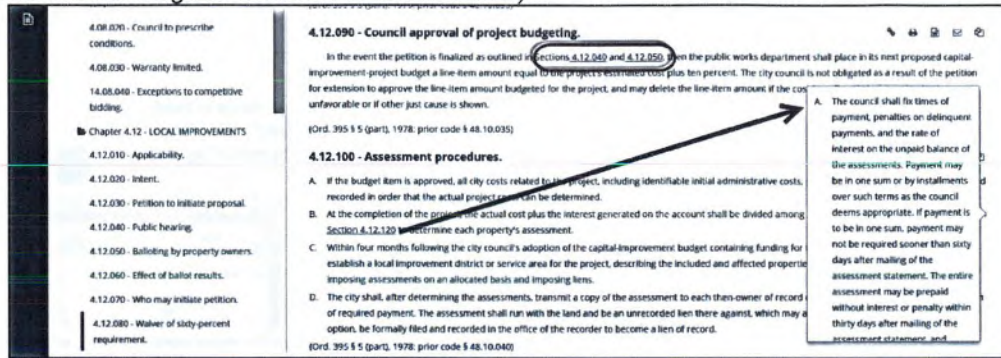 4.08.020 - Council to prescribe
conditions.
4.08.030 - Warranty limited.
14.08.040 - Exceptions to competitive
bidding.
Chapter 4.12 - LOCAL IMPROVEMENTS
4.12.010 - Applicability.
4.12.020 - Intent.
4.12.030 - Petition to initiate proposal.
4.12.040 - Public hearing.
4.12.050 - Balloting by property owners.
4.12.060 - Effect of ballot results.
4.12.070 - Who may initiate petition.
4.12.080 - Waiver of sixty-percent
requirement.
4.12.090 - Council approval of project budgeting.
In the event the petition is finalized as outlined in Sections 4.12.040 and 4.12.050, then the public works department shall place in its next proposed capital-
improvement-project budget a line-item amount equal to the project's estimated cost plus ten percent. The city council is not obligated as a result of the petition
for extension to approve the line-item amount budgeted for the project, and may delete the line-item amount if the cos
unfavorable or if other just cause is shown.
(Ord. 395 § 5 (part), 1978: prior code § 48.10.035)
4.12.100 - Assessment procedures.
A. If the budget item is approved, all city costs related to the project, including identifiable initial administrative costs,
recorded in order that the actual project costs can be determined.
B. At the completion of the project, the actual cost plus the interest generated on the account shall be divided among
Section 4.12.120 to determine each property's assessment.
C. Within four months following the city council's adoption of the capital-improvement budget containing funding for
establish a local improvement district or service area for the project, describing the included and affected propertie
imposing assessments on an allocated basis and imposing liens.
D. The city shall, after determining the assessments, transmit a copy of the assessment to each then-owner of record
of required payment. The assessment shall run with the land and be an unrecorded lien there against, which may a
option, be formally filed and recorded in the office of the recorder to become a lien of record.
(Ord. 395 § 5 (part), 1978: prior code § 48.10.040)
A. The council shall fix times of
payment, penalties on delinquent
payments, and the rate of
interest on the unpaid balance of
the assessments. Payment may
be in one sum or by installments
over such terms as the council
deems appropriate. If payment is
to be in one sum, payment may
not be required sooner than sixty
days after mailing of the
assessment statement. The entire
assessment may be prepaid
without interest or penalty within
thirty days after mailing of the
assessment statement, and